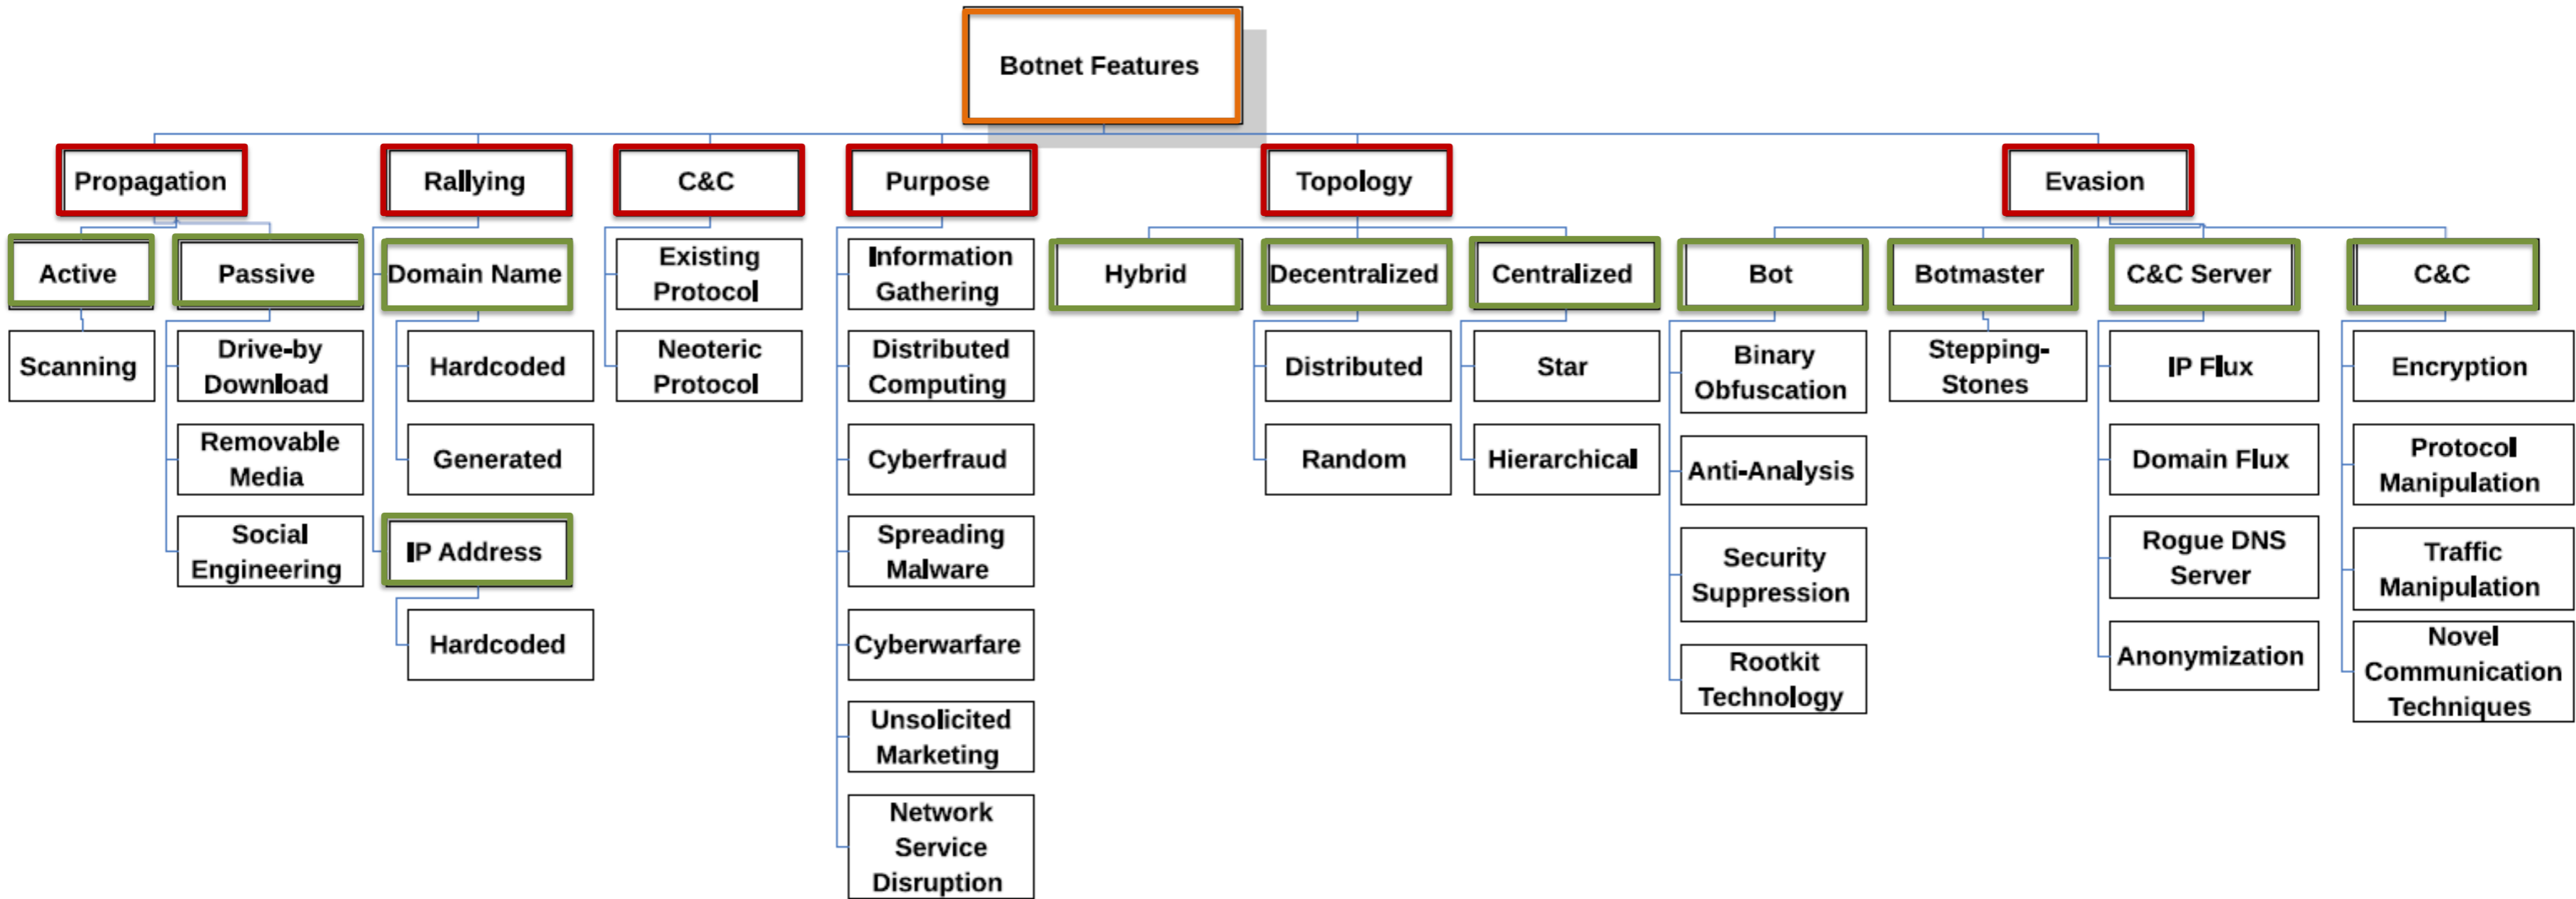 Botnet Features
Propagation
Rallying
C&C
Purpose
Topology
Evasion
Active
Scanning
Passive
Drive-by
Download
Removable
Media
Social
Engineering
Domain Name
Hardcoded
Generated
IP Address
Hardcoded
Existing
Protocol
Neoteric
Protocol
Information
Gathering
Distributed
Computing
Cyberfraud
Spreading
Malware
Cyberwarfare
Unsolicited
Marketing
Network
Service
Disruption
Hybrid
Decentralized
Distributed
Random
Centralized
Star
Hierarchical
Bot
Binary
Obfuscation
Anti-Analysis
Security
Suppression
Rootkit
Technology
Botmaster
Stepping-
Stones
C&C Server
IP Flux
Domain Flux
Rogue DNS
Server
Anonymization
C&C
Encryption
Protocol
Manipulation
Traffic
Manipulation
Novel
Communication
Techniques